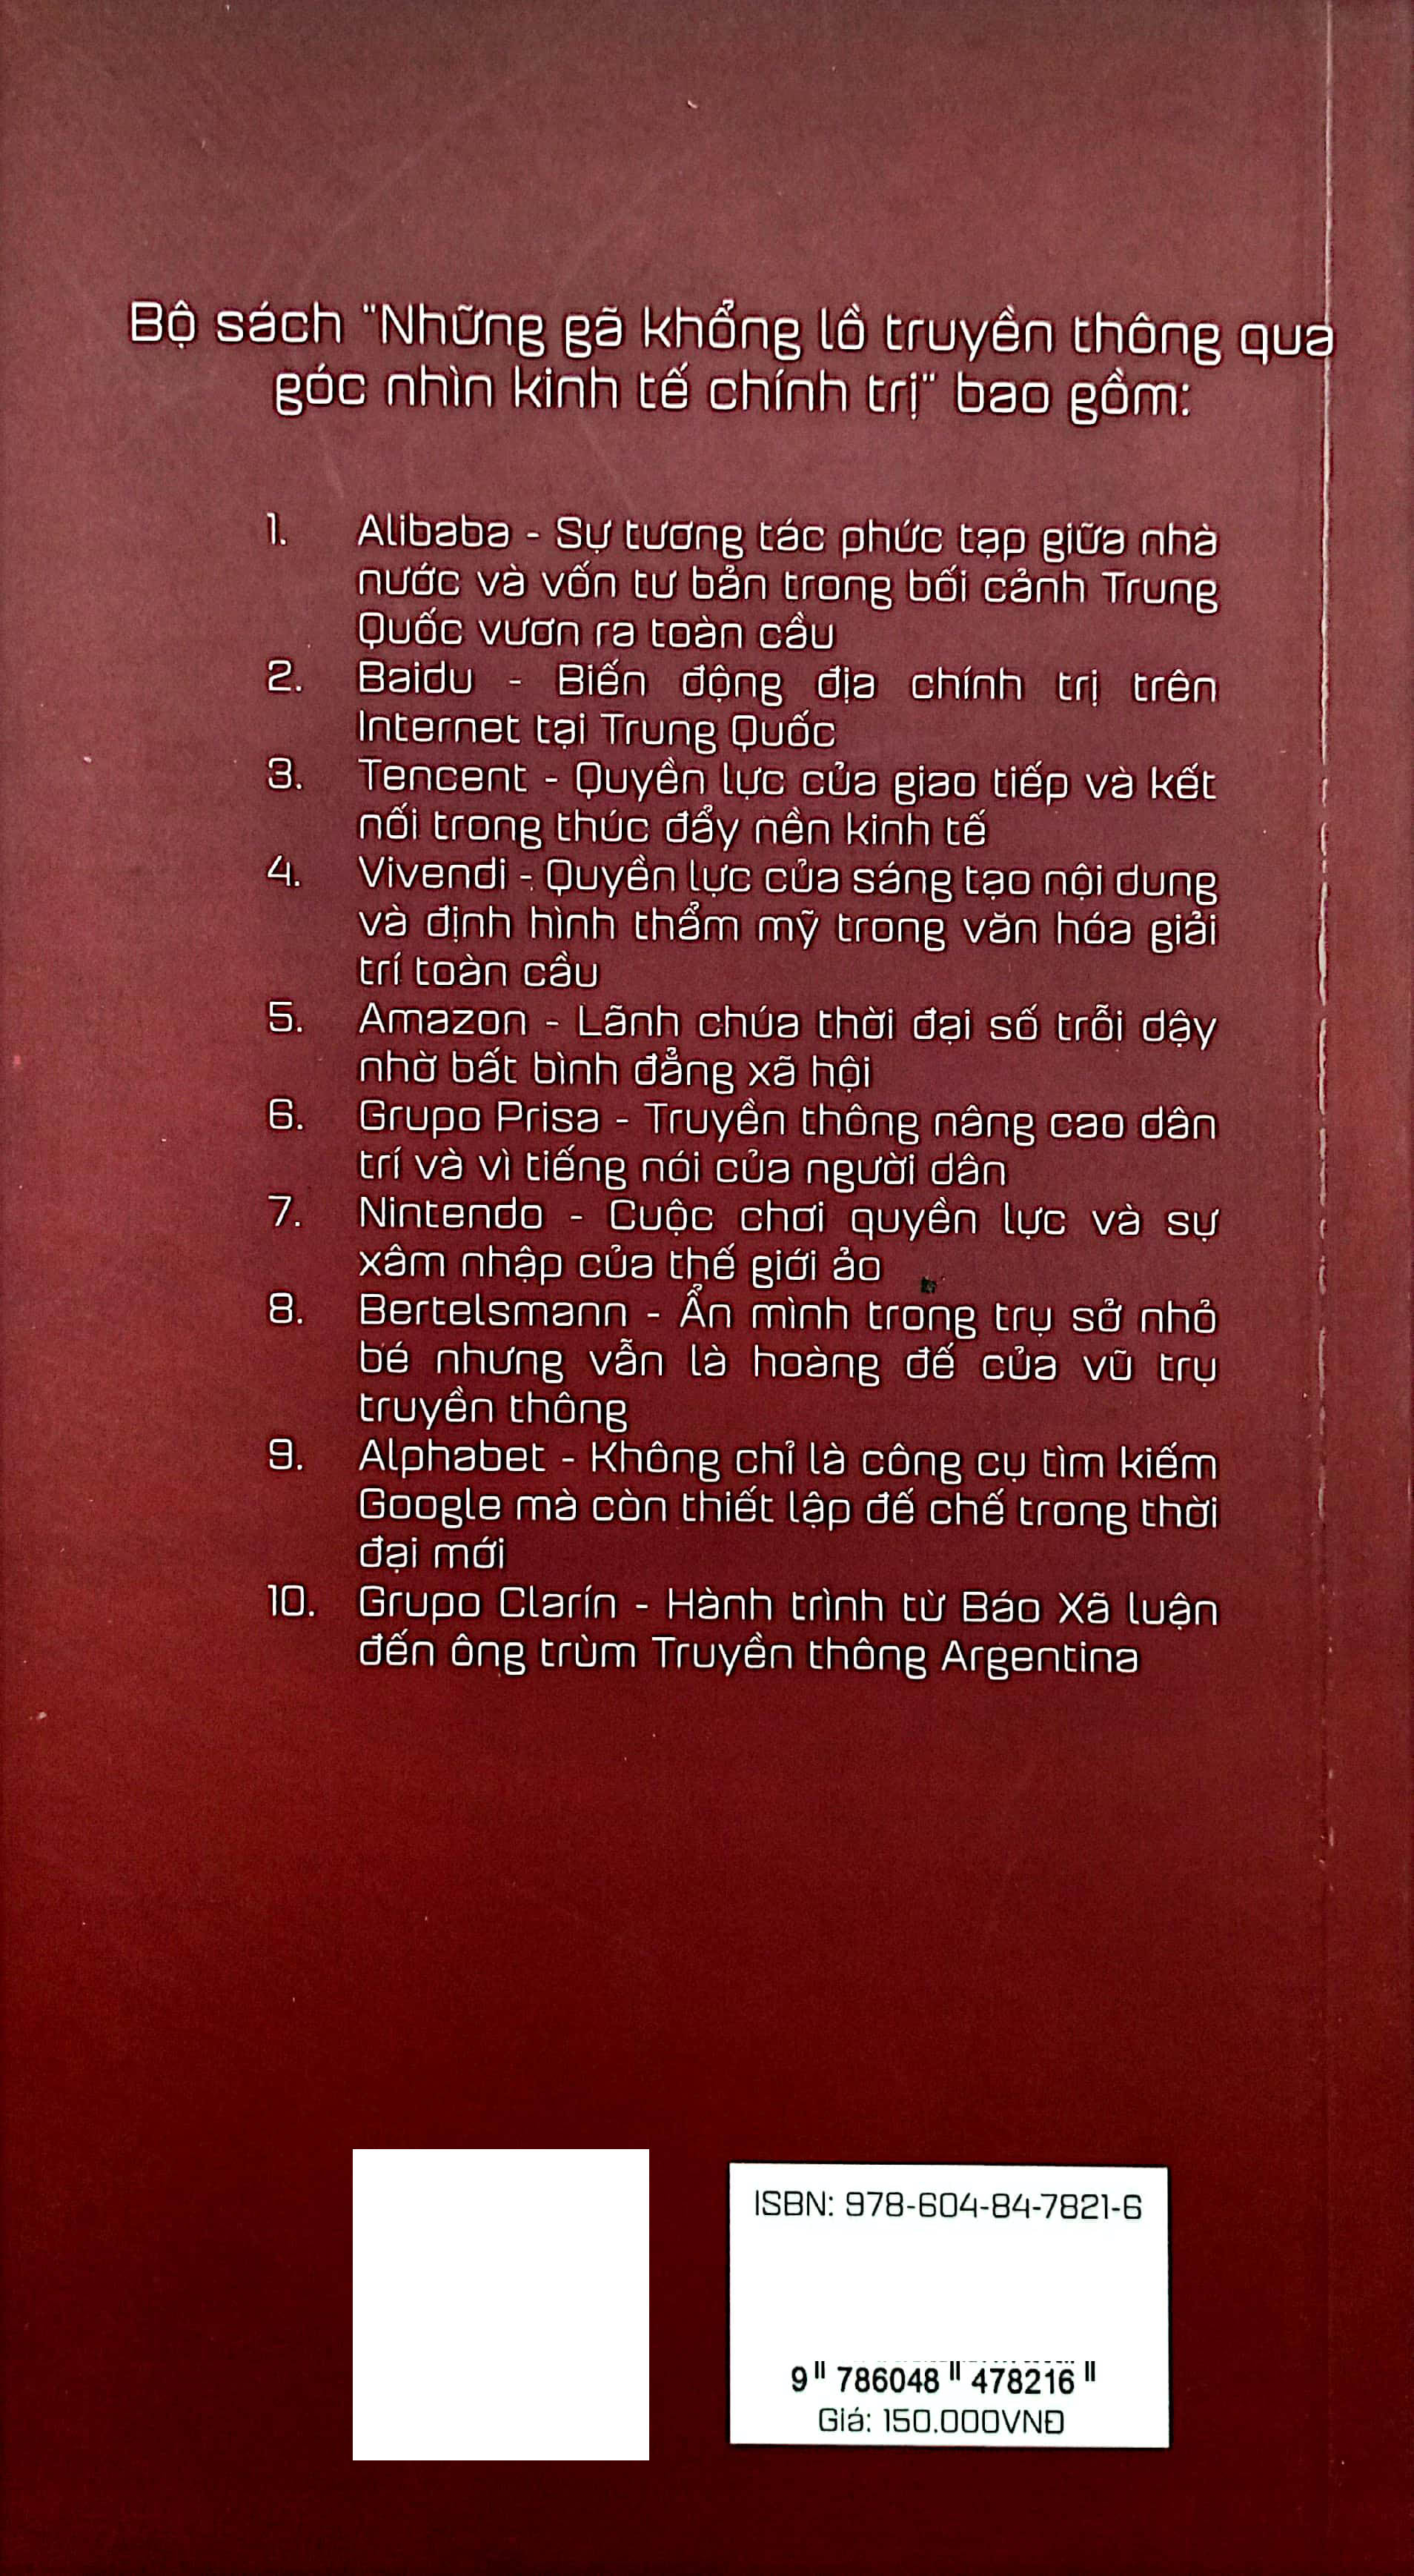 Bộ sách "Những gã khổng lồ truyền thông qua
góc nhìn kinh tế chính trị" bao gồm:
1. Alibaba - Sự tương tác phức tạp giữa nhà
nước và vốn tư bản trong bối cảnh Trung
Quốc vươn ra toàn cầu
2. Baidu - Biến động địa chính trị trên
Internet tại Trung Quốc
3. Tencent - Quyền lực của giao tiếp và kết
nối trong thúc đẩy nền kinh tế
4. Vivendi - Quyền lực của sáng tạo nội dung
và định hình thẩm mỹ trong văn hóa giải
trí toàn cầu
5. Amazon - Lãnh chúa thời đại số trỗi dậy
nhờ bất bình đẳng xã hội
6. Grupo Prisa - Truyền thông nâng cao dân
trí và vì tiếng nói của người dân
7. Nintendo - Cuộc chơi quyền lực và sự
xâm nhập của thế giới ảo
8. Bertelsmann - Ẩn mình trong trụ sở nhỏ
bé nhưng vẫn là hoàng đế của vũ trụ
truyền thông
9. Alphabet - Không chỉ là công cụ tìm kiếm
Google mà còn thiết lập đế chế trong thời
đại mới
10. Grupo Clarín - Hành trình từ Báo Xã luận
đến ông trùm Truyền thông Argentina
ISBN: 978-604-84-7821-6
9 786048 478216
Giá: 150.000VNĐ